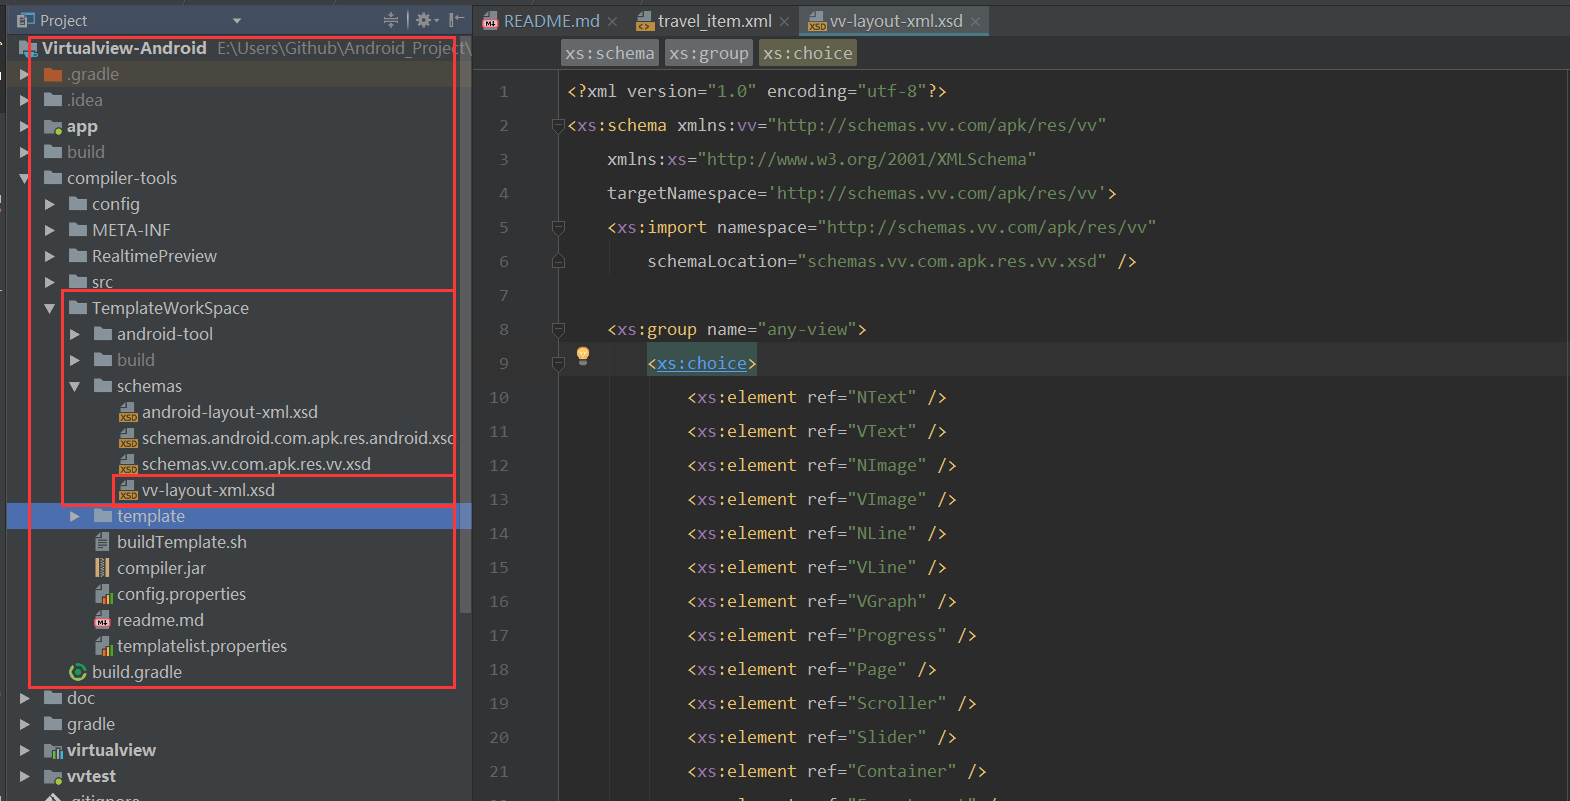 Project
Virtualview-Android E:\Users\Github\Android_Project\
.gradle
.idea
app
build
compiler-tools
config
META-INF
RealtimePreview
src
TemplateWorkSpace
android-tool
build
schemas
android-layout-xml.xsd
schemas.android.com.apk.res.android.xsd
schemas.vv.com.apk.res.vv.xsd
vv-layout-xml.xsd
template
buildTemplate.sh
compiler.jar
config.properties
readme.md
templatelist.properties
build.gradle
doc
gradle
virtualview
vvtest
.gitignore
README.md travel_item.xml vv-layout-xml.xsd
xs:schema xs:group xs:choice
1 <?xml version="1.0" encoding="utf-8"?>
2 <xs:schema xmlns:vv="http://schemas.vv.com/apk/res/vv"
3 xmlns:xs="http://www.w3.org/2001/XMLSchema"
4 targetNamespace='http://schemas.vv.com/apk/res/vv'>
5 <xs:import namespace="http://schemas.vv.com/apk/res/vv"
6 schemaLocation="schemas.vv.com.apk.res.vv.xsd" />
7
8 <xs:group name="any-view">
9 <xs:choice>
10 <xs:element ref="NText" />
11 <xs:element ref="VText" />
12 <xs:element ref="NImage" />
13 <xs:element ref="VImage" />
14 <xs:element ref="NLine" />
15 <xs:element ref="VLine" />
16 <xs:element ref="VGraph" />
17 <xs:element ref="Progress" />
18 <xs:element ref="Page" />
19 <xs:element ref="Scroller" />
20 <xs:element ref="Slider" />
21 <xs:element ref="Container" />